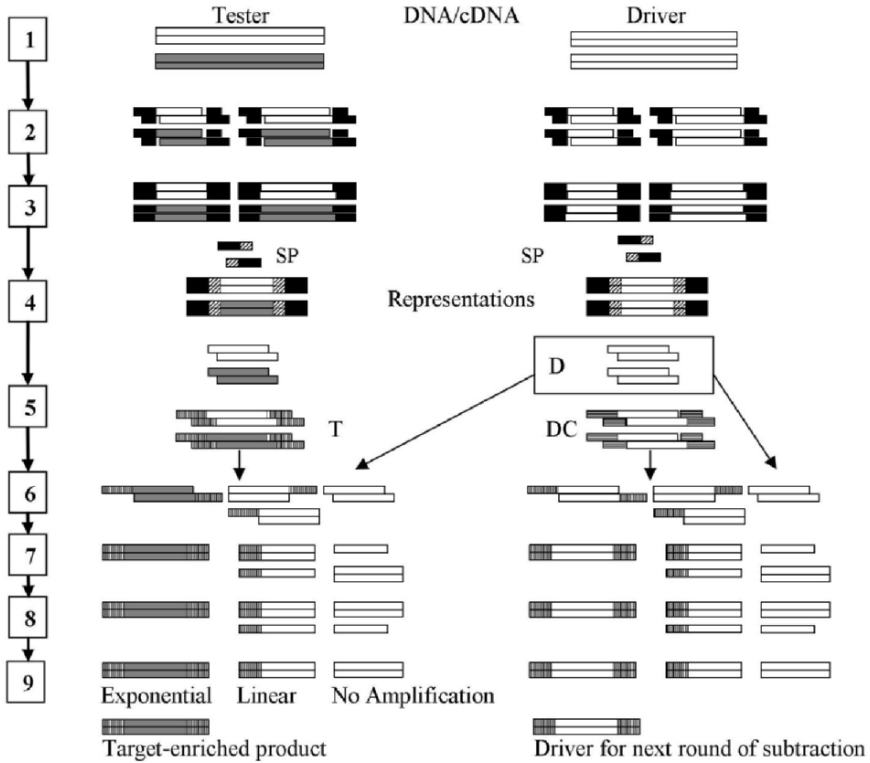 Tester DNA/cDNA Driver
1
2
3
SP SP
4 Representations
D
5
T DC
6
7
8
9
Exponential Linear No Amplification
Target-enriched product Driver for next round of subtraction